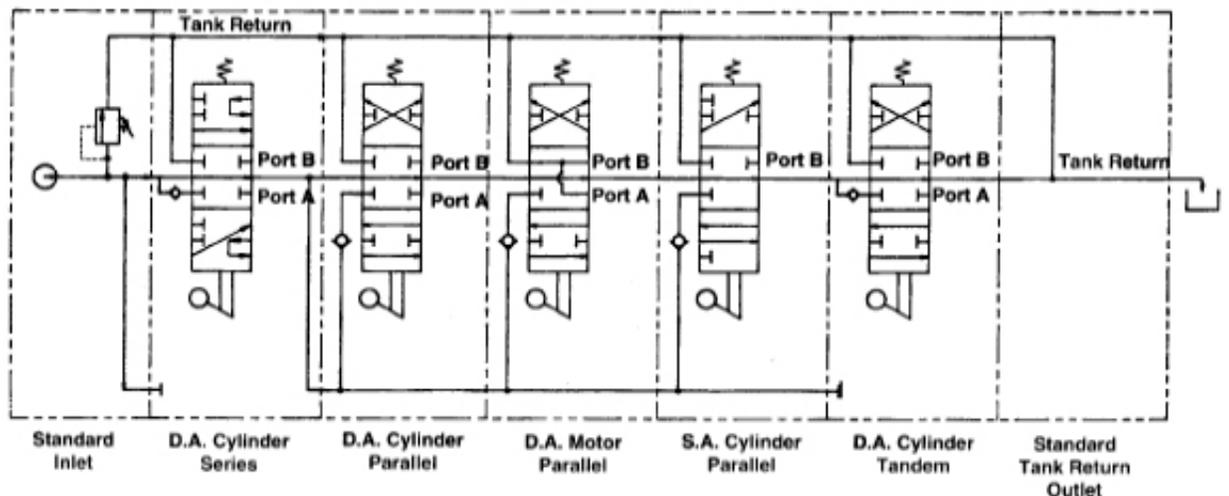 Tank Return
Port B
Port A
Port B
Port A
Port B
Port A
Port B
Port B
Port A
Tank Return
Standard
Inlet
D.A. Cylinder
Series
D.A. Cylinder
Parallel
D.A. Motor
Parallel
S.A. Cylinder
Parallel
D.A. Cylinder
Tandem
Standard
Tank Return
Outlet